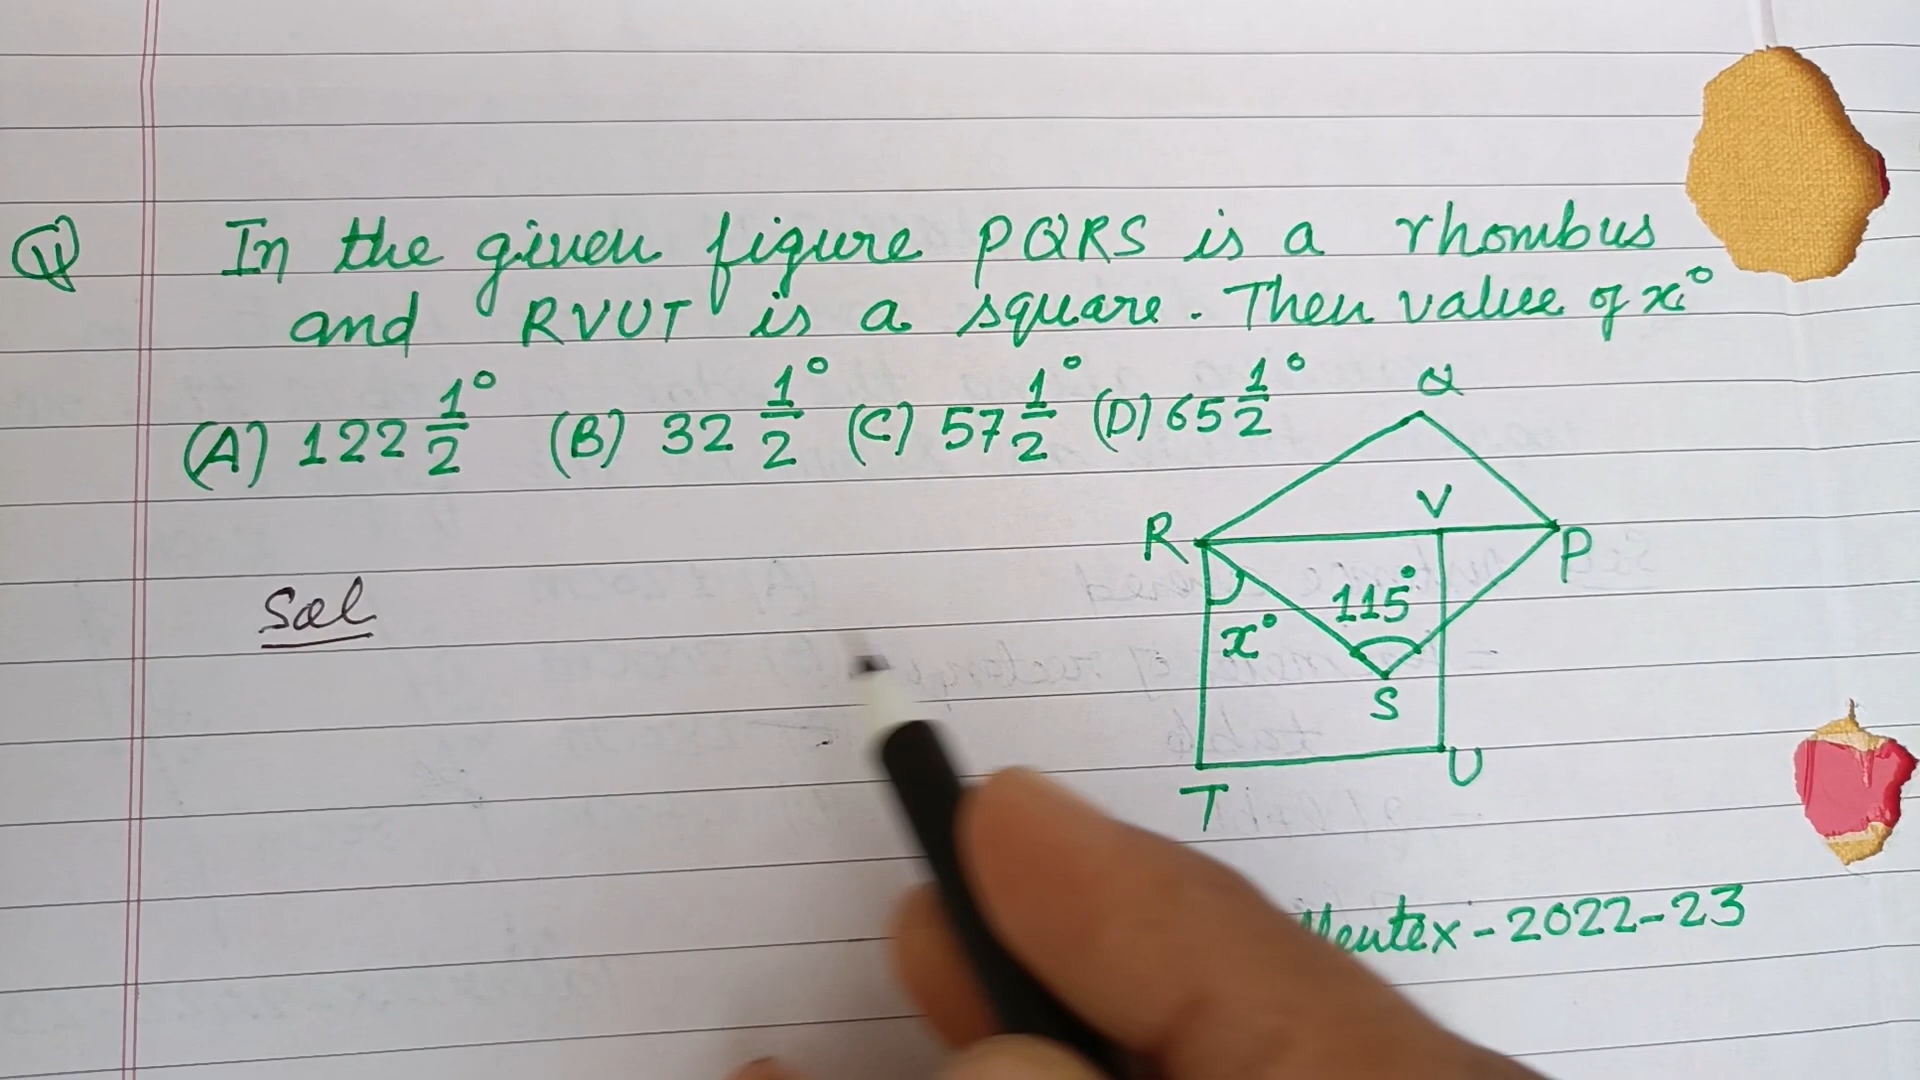 Q In the given figure PQRS is a rhombus
and RVUT is a square. Then value of x°
(A) 122 1/2° (B) 32 1/2° (C) 57 1/2° (D) 65 1/2°
Q
V
R
P
115°
x°
S
U
T
Sol
-2022-23